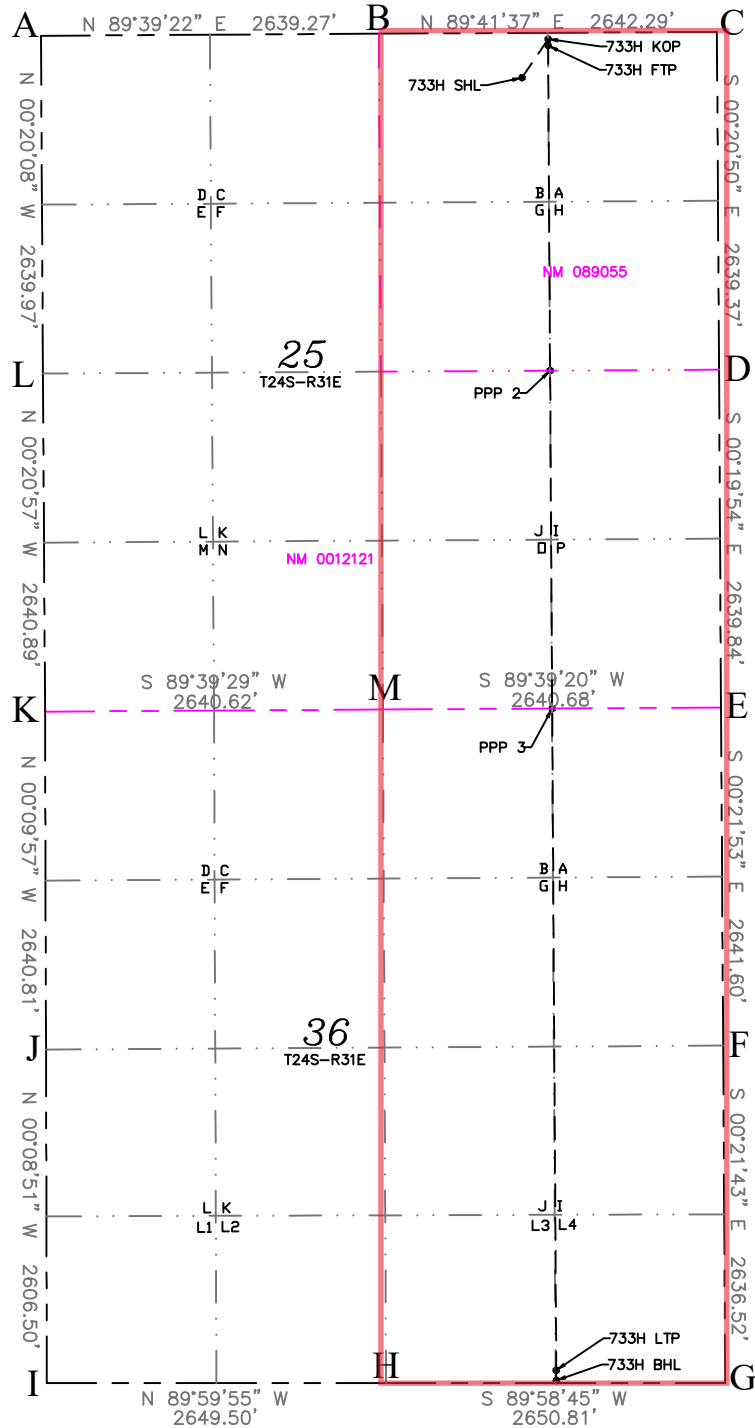 A
N 89°39'22" E 2639.27'
B
N 89°41'37" E 2642.29'
C
733H KOP
733H FTP
733H SHL
N 00°20'08" W 2639.97'
S 00°20'50" E 2639.37'
D C
E F
B A
G H
NM 089055
25
T24S-R31E
L
D
PPP 2
N 00°20'57" W 2640.89'
S 00°19'54" E 2639.84'
L K
M N
J I
O P
NM 0012121
S 89°39'29" W
2640.62'
M
S 89°39'20" W
2640.68'
K
E
PPP 3
N 00°09'57" W 2640.81'
S 00°21'53" E 2641.60'
D C
E F
B A
G H
36
T24S-R31E
J
F
N 00°08'51" W 2606.50'
S 00°21'43" E 2636.52'
L K
L1 L2
J I
L3 L4
733H LTP
733H BHL
I
H
G
N 89°59'55" W
2649.50'
S 89°58'45" W
2650.81'